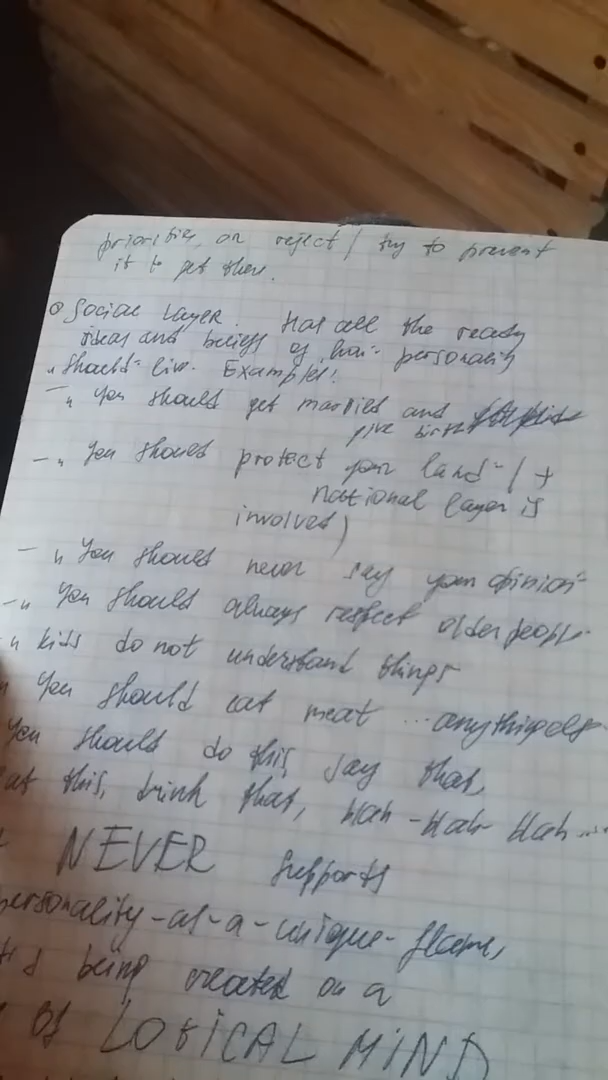 priorities, or reject / try to prevent
it to get there.
Social Layer. Has all the ready
ideas and beliefs of how personality
"should" live. Examples:
- "You should get married and
give birth
- "You should protect your land" (+
national layer is
involved)
- "You should never say your opinion"
- "You should always respect older people
" kids do not understand things
You should eat meat ... anything else
You should do this, say that,
eat this, drink that, blah-blah-blah...
NEVER supports
personality-as-a-unique-flame,
being created on a
of LOGICAL MIND